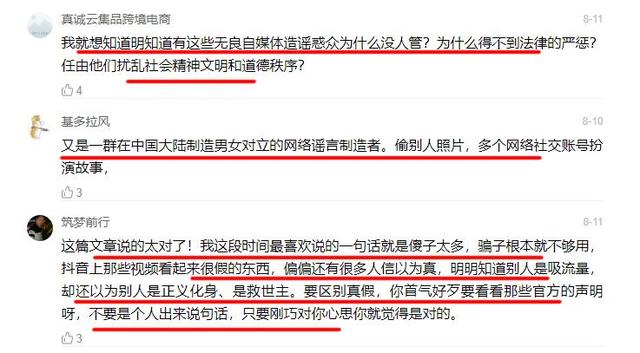 真诚云集品跨境电商
8-11
我就想知道明知道有这些无良自媒体造谣惑众为什么没人管？为什么得不到法律的严惩？
任由他们扰乱社会精神文明和道德秩序？
4
基多拉风
8-10
又是一群在中国大陆制造男女对立的网络谣言制造者。偷别人照片，多个网络社交账号扮
演故事，
3
筑梦前行
8-11
这篇文章说的太对了！我这段时间最喜欢说的一句话就是傻子太多，骗子根本就不够用，
抖音上那些视频看起来很假的东西，偏偏还有很多人信以为真，明明知道别人是吸流量，
却还以为别人是正义化身、是救世主。要区别真假，你首气好歹要看看那些官方的声明
呀，不要是个人出来说句话，只要刚巧对你心思你就觉得是对的。
3